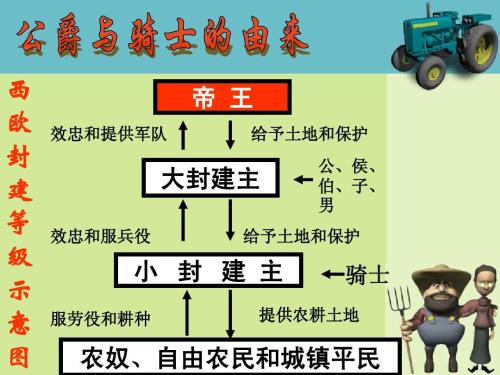 公爵与骑士的由来
西欧封建等级示意图
帝 王
效忠和提供军队
给予土地和保护
大封建主
公、侯、
伯、子、
男
效忠和服兵役
给予土地和保护
小 封 建 主
骑士
服劳役和耕种
提供农耕土地
农奴、自由农民和城镇平民